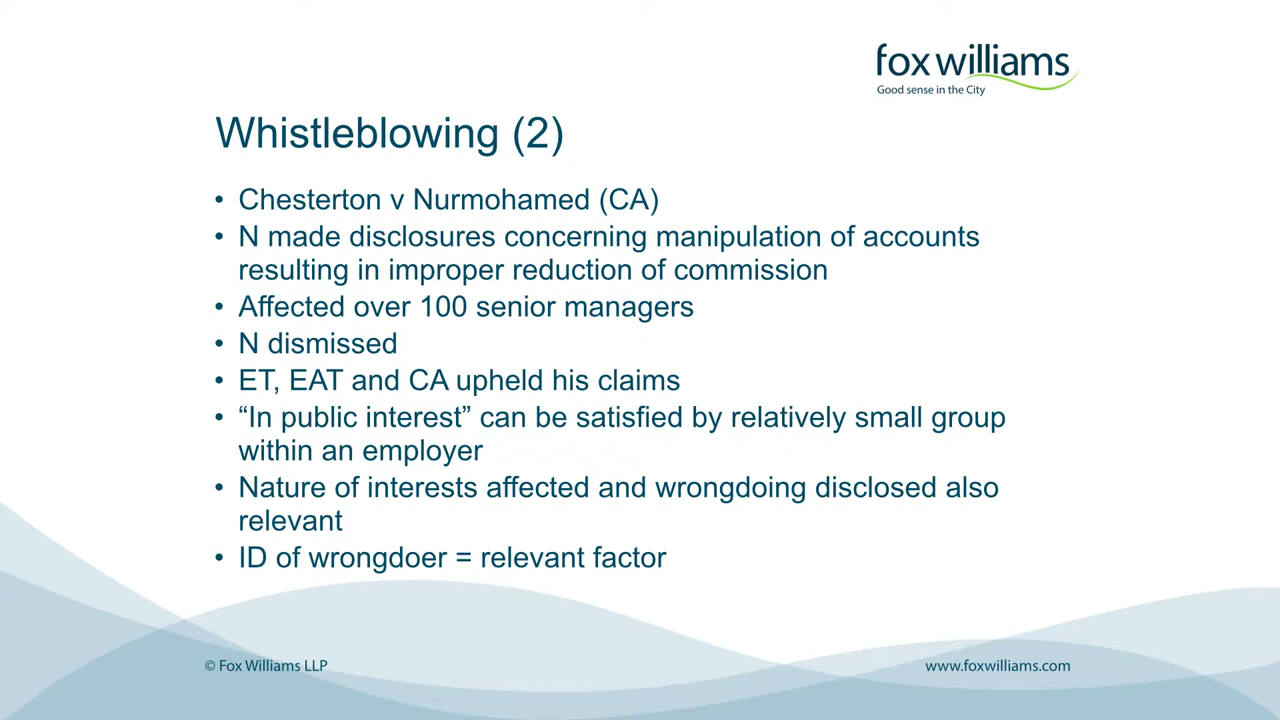 fox williams
Good sense in the City
Whistleblowing (2)
• Chesterton v Nurmohamed (CA)
• N made disclosures concerning manipulation of accounts
resulting in improper reduction of commission
• Affected over 100 senior managers
• N dismissed
• ET, EAT and CA upheld his claims
• “In public interest” can be satisfied by relatively small group
within an employer
• Nature of interests affected and wrongdoing disclosed also
relevant
• ID of wrongdoer = relevant factor
© Fox Williams LLP
www.foxwilliams.com